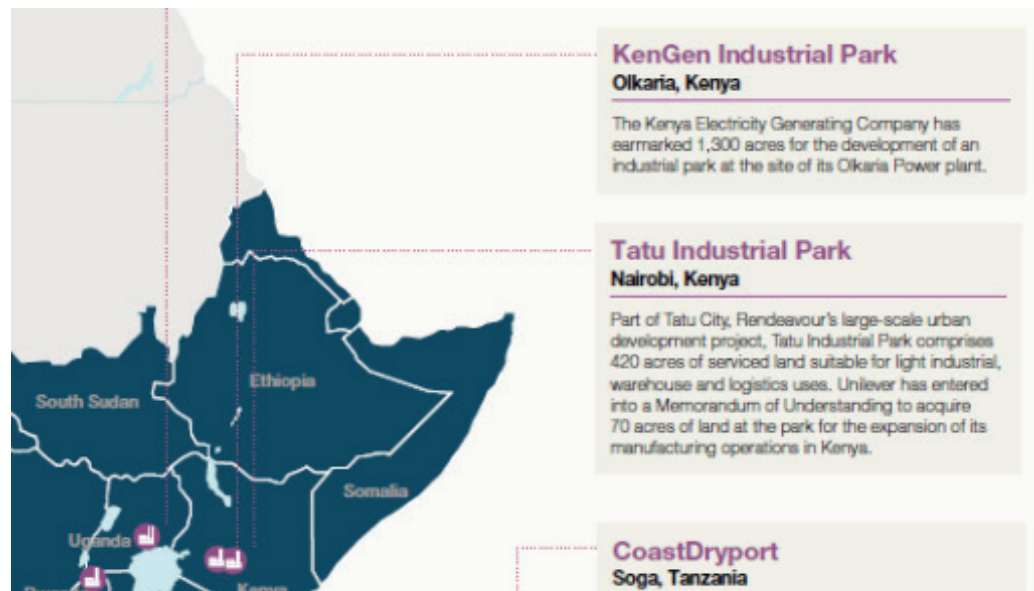 KenGen Industrial Park
Olkaria, Kenya
The Kenya Electricity Generating Company has
earmarked 1,300 acres for the development of an
industrial park at the site of its Olkaria Power plant.
Tatu Industrial Park
Nairobi, Kenya
Part of Tatu City, Rendeavour's large-scale urban
development project, Tatu Industrial Park comprises
420 acres of serviced land suitable for light industrial,
warehouse and logistics uses. Unilever has entered
into a Memorandum of Understanding to acquire
70 acres of land at the park for the expansion of its
manufacturing operations in Kenya.
Ethiopia
South Sudan
Somalia
Uganda
Kenya
CoastDryport
Soga, Tanzania